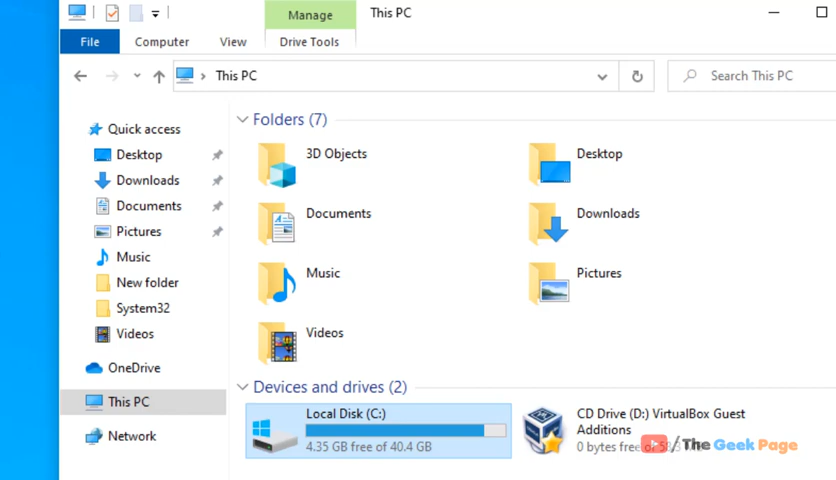 Manage
This PC
File
Computer
View
Drive Tools
This PC
Search This PC
Quick access
Desktop
Downloads
Documents
Pictures
Music
New folder
System32
Videos
OneDrive
This PC
Network
Folders (7)
3D Objects
Desktop
Documents
Downloads
Music
Pictures
Videos
Devices and drives (2)
Local Disk (C:)
4.35 GB free of 40.4 GB
CD Drive (D:) VirtualBox Guest
Additions
0 bytes free
The Geek Page